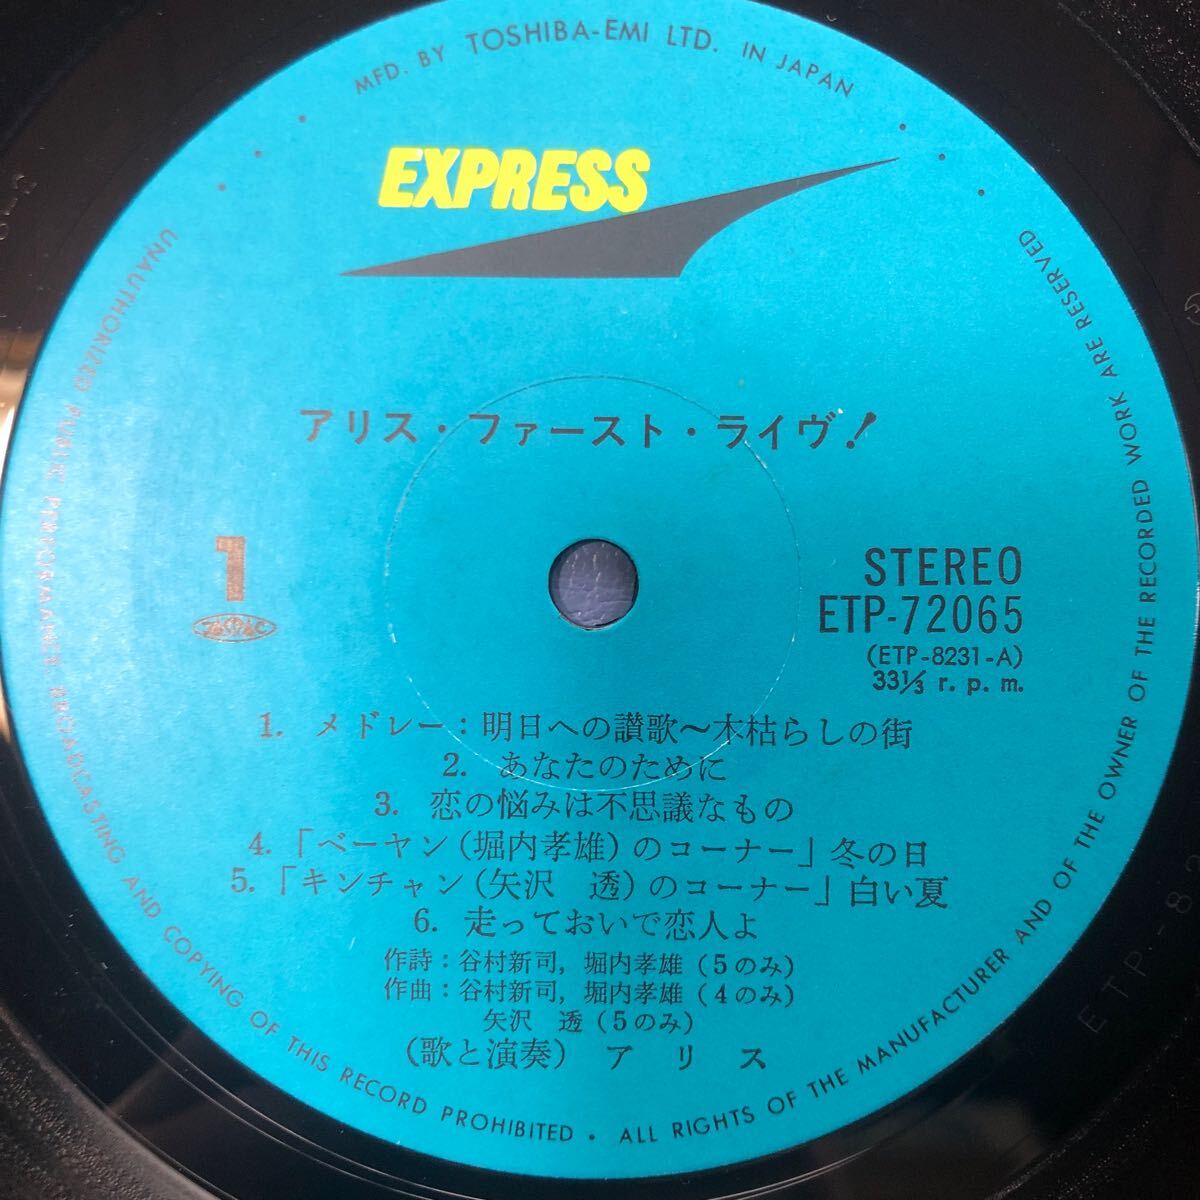 MFD. BY TOSHIBA-EMI LTD. IN JAPAN
EXPRESS
アリス・ファースト・ライヴ!
1
JASRAC
STEREO
ETP-72065
(ETP-8231-A)
33⅓ r. p. m.
1. メドレー：明日への讃歌～木枯らしの街
2. あなたのために
3. 恋の悩みは不思議なもの
4.「ベーヤン(堀内孝雄)のコーナー」冬の日
5.「キンチャン(矢沢　透)のコーナー」白い夏
6. 走っておいで恋人よ
作詩：谷村新司, 堀内孝雄 (5のみ)
作曲：谷村新司, 堀内孝雄 (4のみ)
矢沢　透 (5のみ)
(歌と演奏)　アリス
UNAUTHORIZED PUBLIC PERFORMANCE, BROADCASTING AND COPYING OF THIS RECORD PROHIBITED • ALL RIGHTS OF THE MANUFACTURER AND OF THE OWNER OF THE RECORDED WORK ARE RESERVED